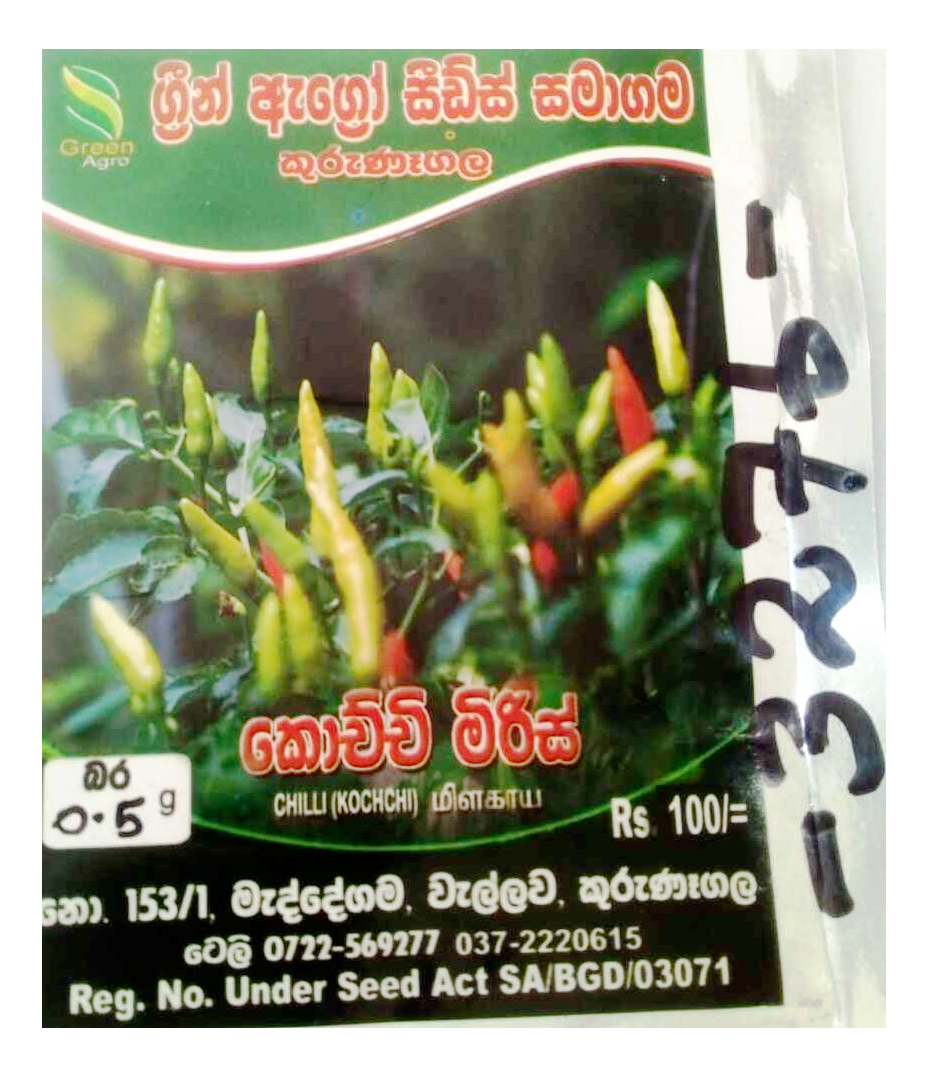 Green
Agro
ග්‍රීන් ඇග්‍රෝ සීඩ්ස් සමාගම
කුරුණෑගල
කොච්චි මිරිස්
CHILLI (KOCHCHI) மிளகாய
බර
0.5 g
Rs 100/=
නො. 153/1, මැද්දේගම, වැල්ලව, කුරුණෑගල
ටෙලි 0722-569277 037-2220615
Reg. No. Under Seed Act SA/BGD/03071